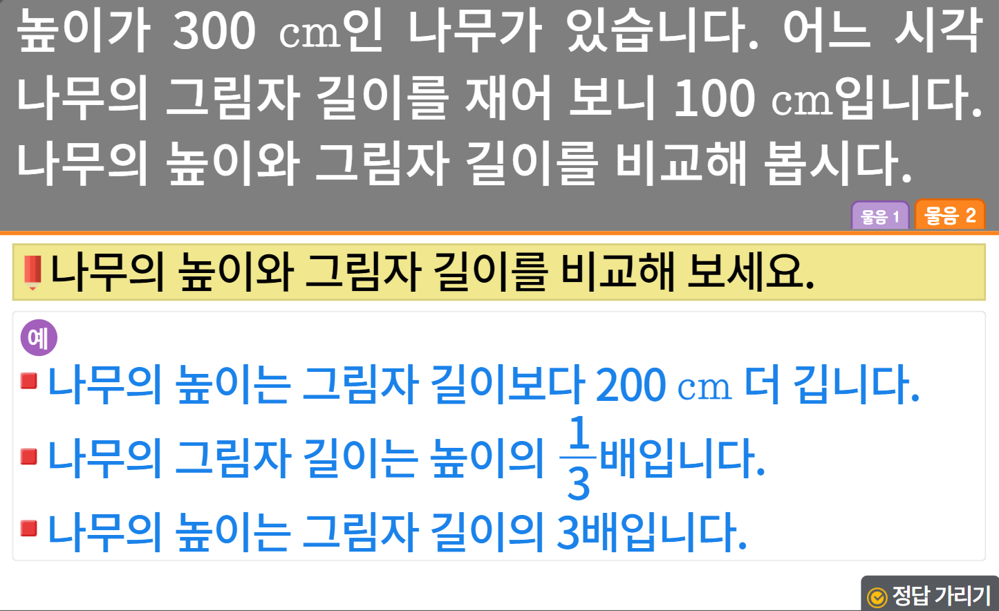 높이가 300 cm인 나무가 있습니다. 어느 시각
나무의 그림자 길이를 재어 보니 100 cm입니다.
나무의 높이와 그림자 길이를 비교해 봅시다.
물음 1 물음 2
나무의 높이와 그림자 길이를 비교해 보세요.
예
나무의 높이는 그림자 길이보다 200 cm 더 깁니다.
나무의 그림자 길이는 높이의 1/3배입니다.
나무의 높이는 그림자 길이의 3배입니다.
정답 가리기